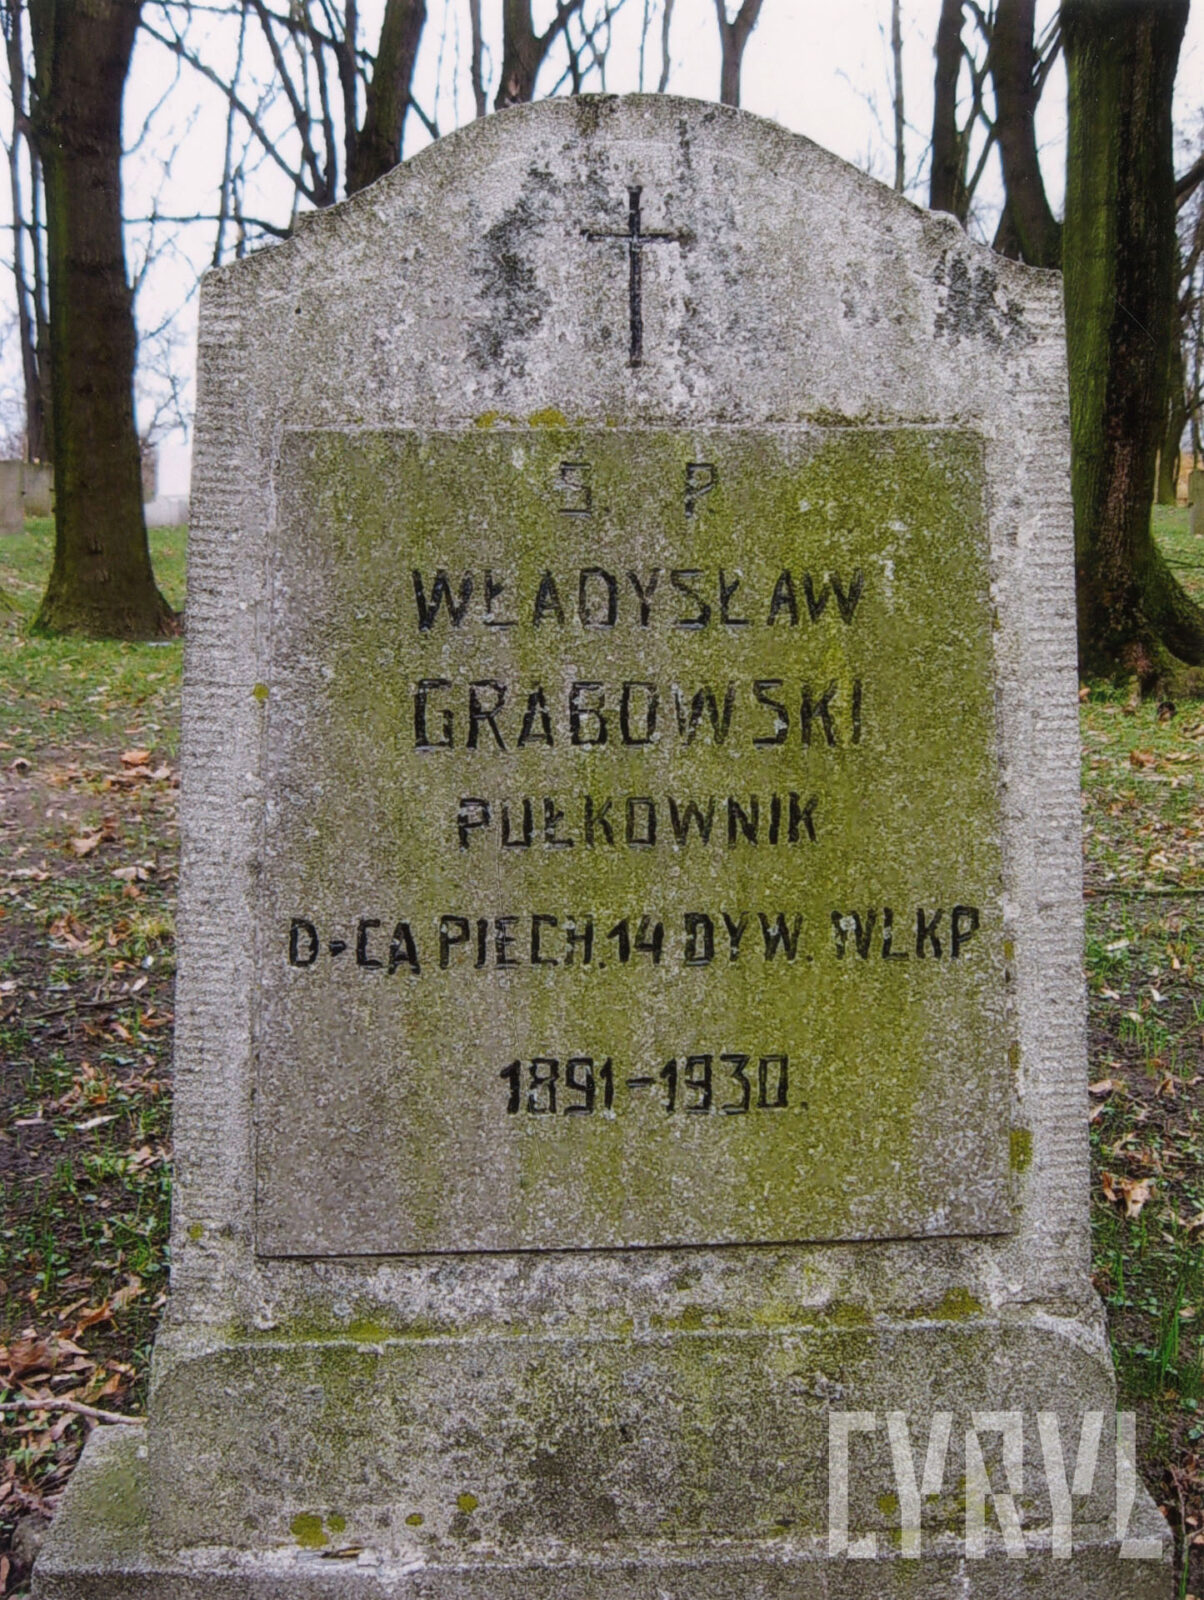 S P
WŁADYSŁAW
GRABOWSKI
PUŁKOWNIK
D-CA PIECH. 14 DYW. WLKP
1891-1930.
CYRYL